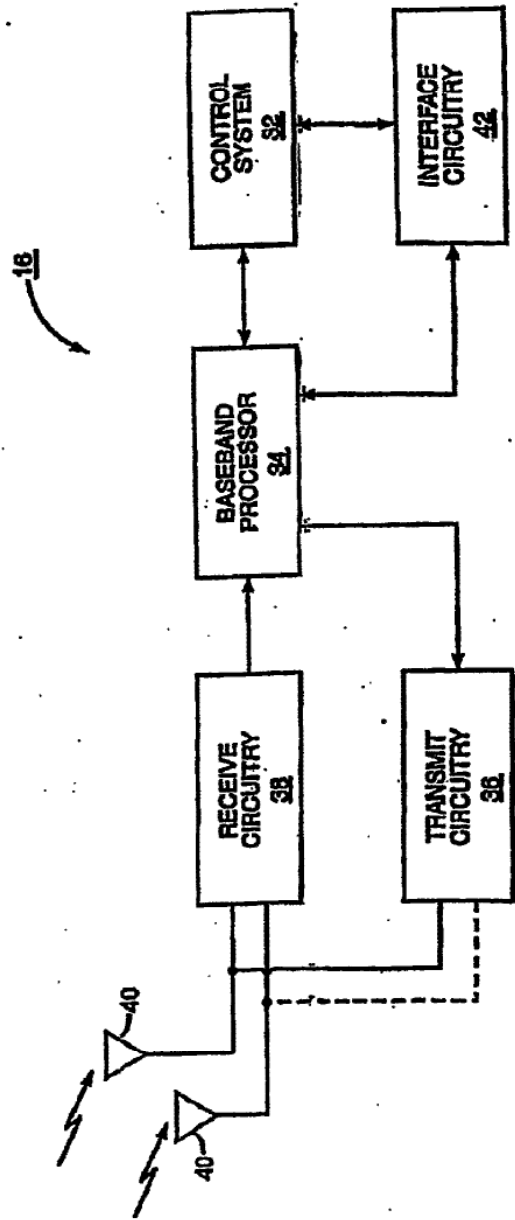 16
CONTROL
SYSTEM
32
INTERFACE
CIRCUITRY
42
BASEBAND
PROCESSOR
34
RECEIVE
CIRCUITRY
38
TRANSMIT
CIRCUITRY
36
40
40